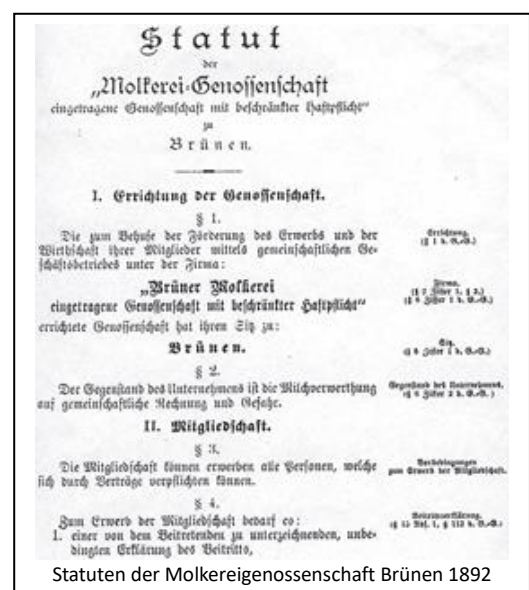 Statut
der
„Molkerei-Genossenschaft
eingetragene Genossenschaft mit beschränkter Haftpflicht“
zu
Brünen.
I. Errichtung der Genossenschaft.
§ 1.
Die zum Behufe der Förderung des Erwerbs und der
Wirthschaft ihrer Mitglieder mittels gemeinschaftlichen Ge-
schäftsbetriebes unter der Firma:
Errichtung.
(§ 1 d. G.-G.)
„Brüner Molkerei
eingetragene Genossenschaft mit beschränkter Haftpflicht“
errichtete Genossenschaft hat ihren Sitz zu:
Firma.
Brünen.
Sitz.
§ 2.
Der Gegenstand des Unternehmens ist die Milchverwerthung
auf gemeinschaftliche Rechnung und Gefahr.
Gegenstand des Unternehmens.
II. Mitgliedschaft.
§ 3.
Die Mitgliedschaft können erwerben alle Personen, welche
sich durch Verträge verpflichten können.
Vorbedingungen
zum Erwerb der Mitgliedschaft.
§ 4.
Zum Erwerb der Mitgliedschaft bedarf es:
1. einer von dem Beitretenden zu unterzeichnenden, unbe-
dingten Erklärung des Beitritts,
Beitrittserklärung.
Statuten der Molkereigenossenschaft Brünen 1892